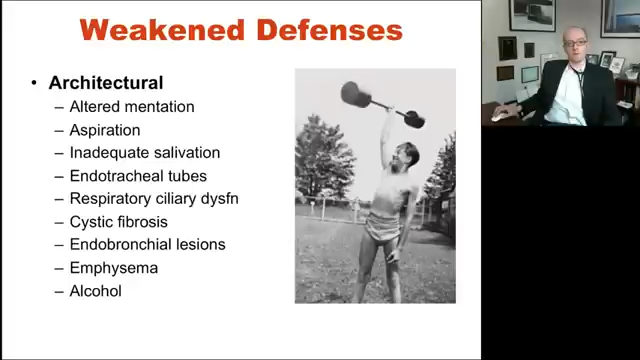 Weakened Defenses
• Architectural
– Altered mentation
– Aspiration
– Inadequate salivation
– Endotracheal tubes
– Respiratory ciliary dysfn
– Cystic fibrosis
– Endobronchial lesions
– Emphysema
– Alcohol